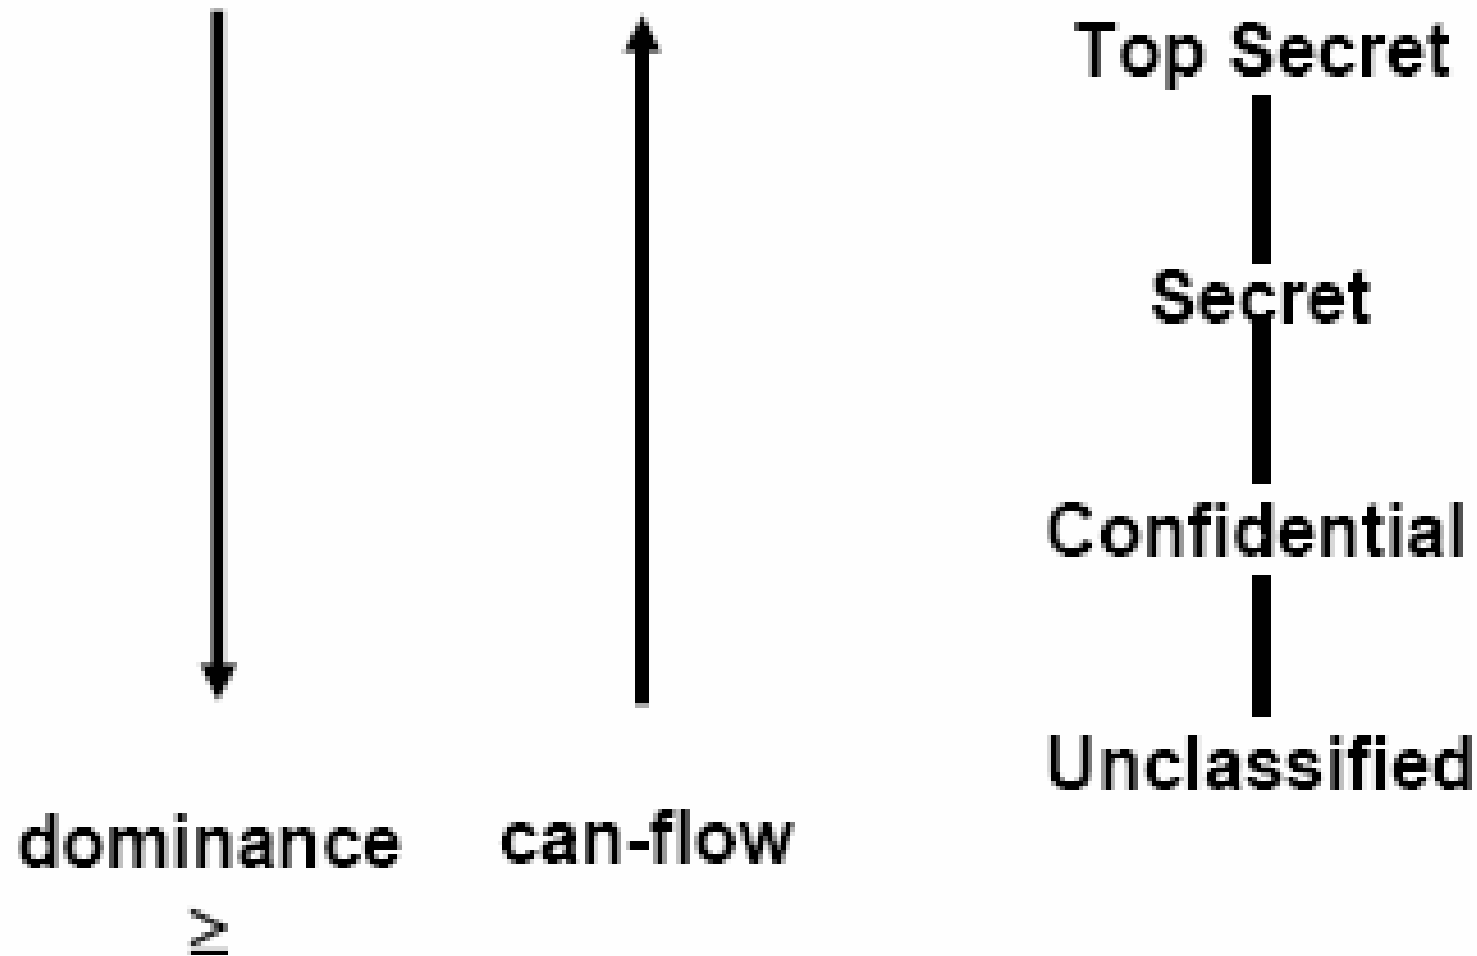 Top Secret
Secret
Confidential
Unclassified
dominance
≥
can-flow